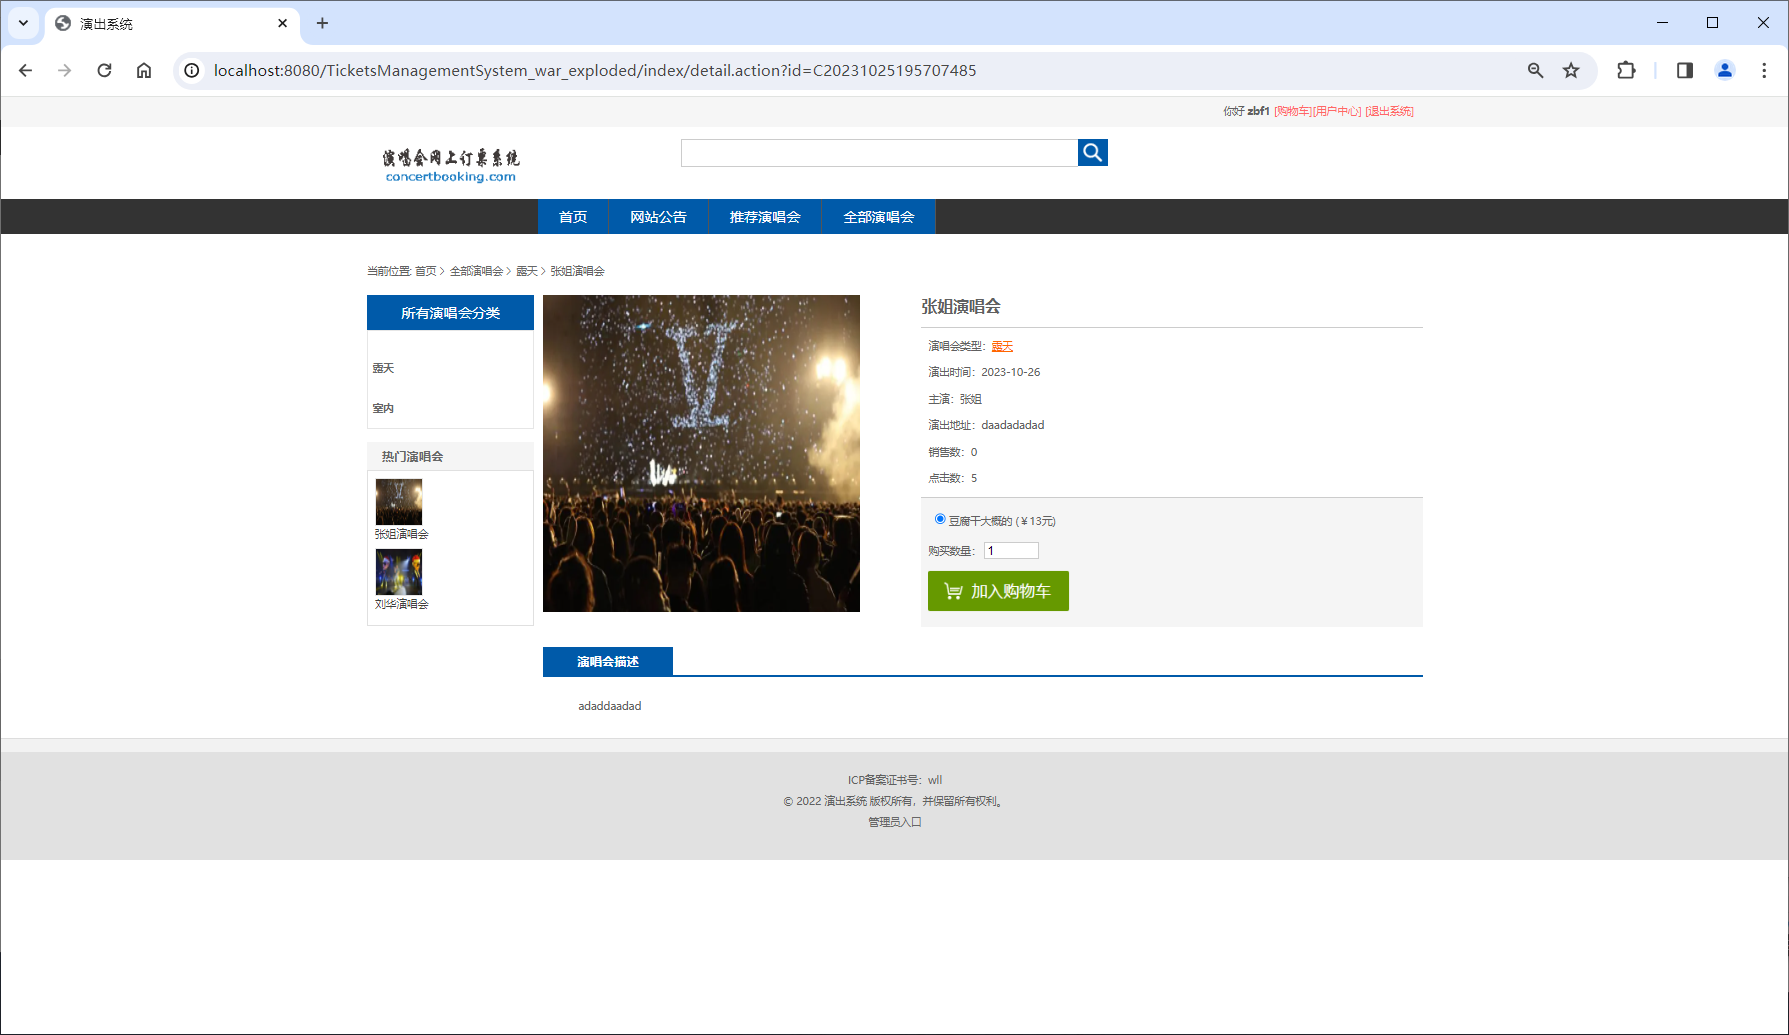 演出系统
localhost:8080/TicketsManagementSystem_war_exploded/index/detail.action?id=C20231025195707485
你好 zbf1 [购物车][用户中心] [退出系统]
演唱会网上订票系统
concertbooking.com
首页 网站公告 推荐演唱会 全部演唱会
当前位置: 首页 > 全部演唱会 > 露天 > 张姐演唱会
所有演唱会分类
露天
室内
热门演唱会
张姐演唱会
刘华演唱会
live
张姐演唱会
演唱会类型：露天
演出时间：2023-10-26
主演：张姐
演出地址：daadadadad
销售数：0
点击数：5
豆腐干大概的 (￥13元)
购买数量： 1
加入购物车
演唱会描述
adaddaadad
ICP备案证书号：wll
© 2022 演出系统 版权所有，并保留所有权利。
管理员入口